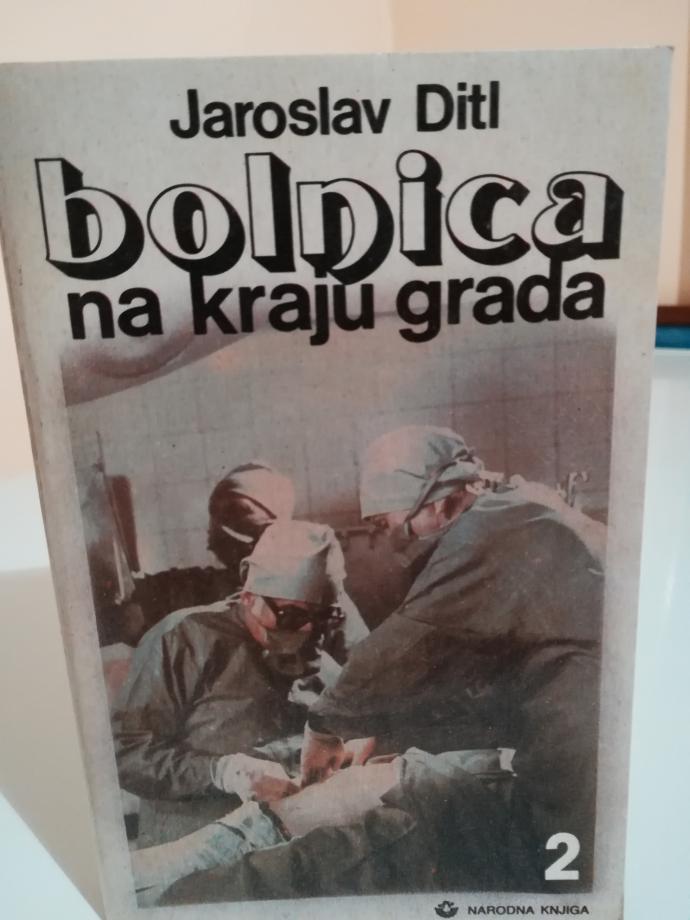 Jaroslav Ditl
bolnica
na kraju grada
2
NARODNA KNJIGA